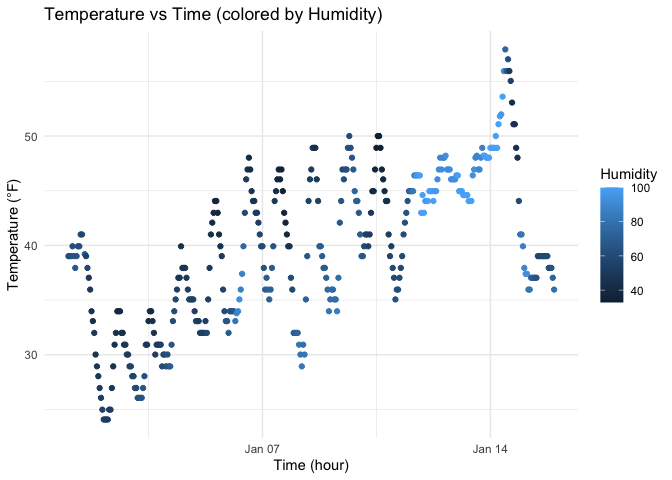 Temperature vs Time (colored by Humidity)
Temperature (°F)
50
40
30
Jan 07
Jan 14
Time (hour)
Humidity
100
80
60
40